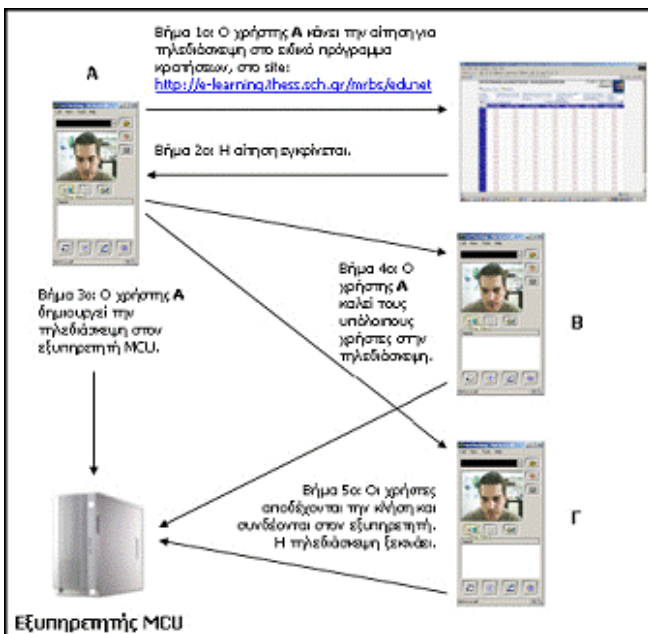 Βήμα 1ο: Ο χρήστης Α κάνει την αίτηση για
τηλεδιάσκεψη στο ειδικό πρόγραμμα
κρατήσεων, στο site:
http://e-learning.thess.sch.gr/mrbs/edunet
Α
Βήμα 2ο: Η αίτηση εγκρίνεται.
Βήμα 3ο: Ο χρήστης Α
δημιουργεί την
τηλεδιάσκεψη στον
εξυπηρετητή MCU.
Βήμα 4ο: Ο
χρήστης Α
καλεί τους
υπόλοιπους
χρήστες στην
τηλεδιάσκεψη.
Β
Βήμα 5ο: Οι χρήστες
αποδέχονται την κλήση και
συνδέονται στον εξυπηρετητή.
Η τηλεδιάσκεψη ξεκινάει.
Γ
Εξυπηρετητής MCU